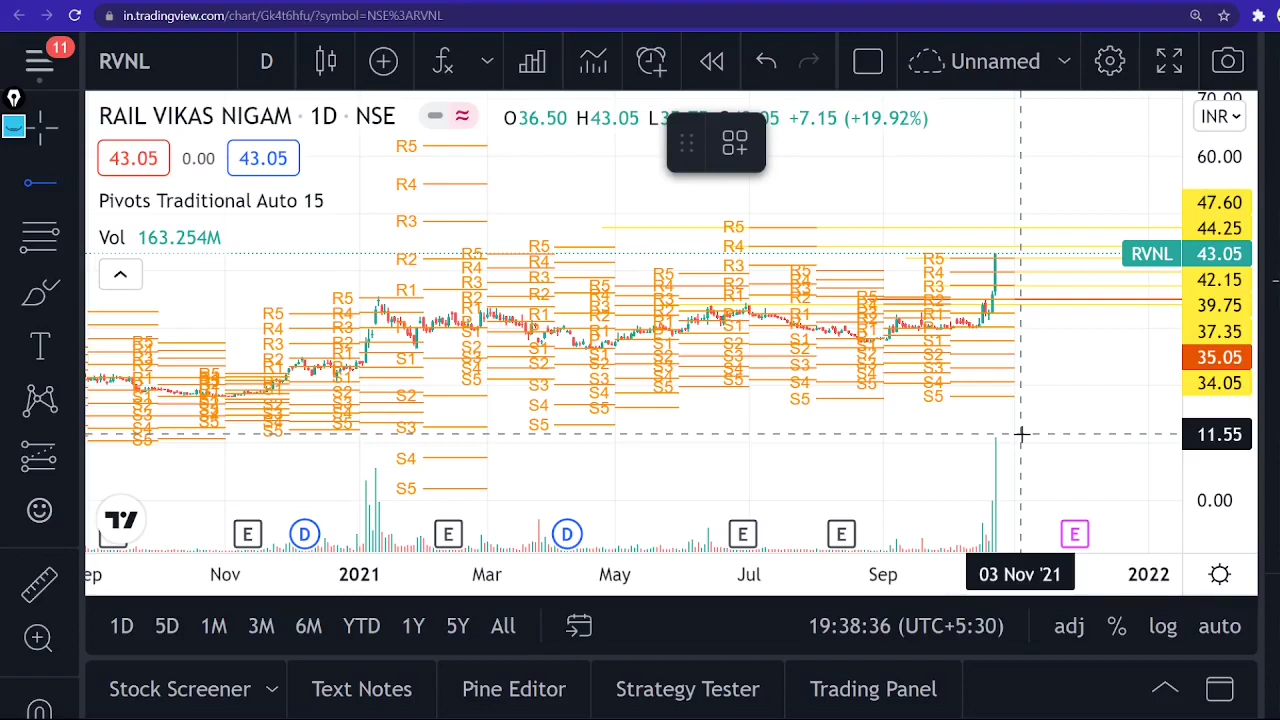 in.tradingview.com/chart/Gk4t6hfu/?symbol=NSE%3ARVNL
11
RVNL D Unnamed
RAIL VIKAS NIGAM · 1D · NSE
O36.50 H43.05 +7.15 (+19.92%)
INR
43.05 0.00 43.05
Pivots Traditional Auto 15
Vol 163.254M
70.00
60.00
47.60
44.25
RVNL 43.05
42.15
39.75
37.35
35.05
34.05
11.55
0.00
R5
R4
R3
R2
R1
S1
S2
S3
S4
S5
E D E D E E E
Nov 2021 Mar May Jul Sep 03 Nov '21 2022
1D 5D 1M 3M 6M YTD 1Y 5Y All 19:38:36 (UTC+5:30) adj % log auto
Stock Screener Text Notes Pine Editor Strategy Tester Trading Panel